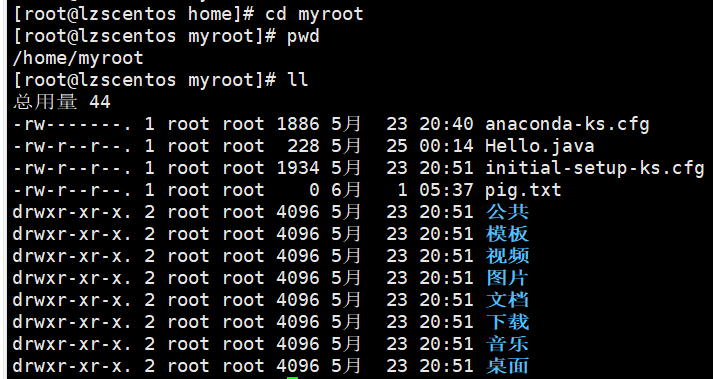 [root@lzscentos home]# cd myroot
[root@lzscentos myroot]# pwd
/home/myroot
[root@lzscentos myroot]# ll
总用量 44
-rw-------. 1 root root 1886 5月  23 20:40 anaconda-ks.cfg
-rw-r--r--. 1 root root  228 5月  25 00:14 Hello.java
-rw-r--r--. 1 root root 1934 5月  23 20:51 initial-setup-ks.cfg
-rw-r--r--. 1 root root    0 6月   1 05:37 pig.txt
drwxr-xr-x. 2 root root 4096 5月  23 20:51 公共
drwxr-xr-x. 2 root root 4096 5月  23 20:51 模板
drwxr-xr-x. 2 root root 4096 5月  23 20:51 视频
drwxr-xr-x. 2 root root 4096 5月  23 20:51 图片
drwxr-xr-x. 2 root root 4096 5月  23 20:51 文档
drwxr-xr-x. 2 root root 4096 5月  23 20:51 下载
drwxr-xr-x. 2 root root 4096 5月  23 20:51 音乐
drwxr-xr-x. 2 root root 4096 5月  23 20:51 桌面